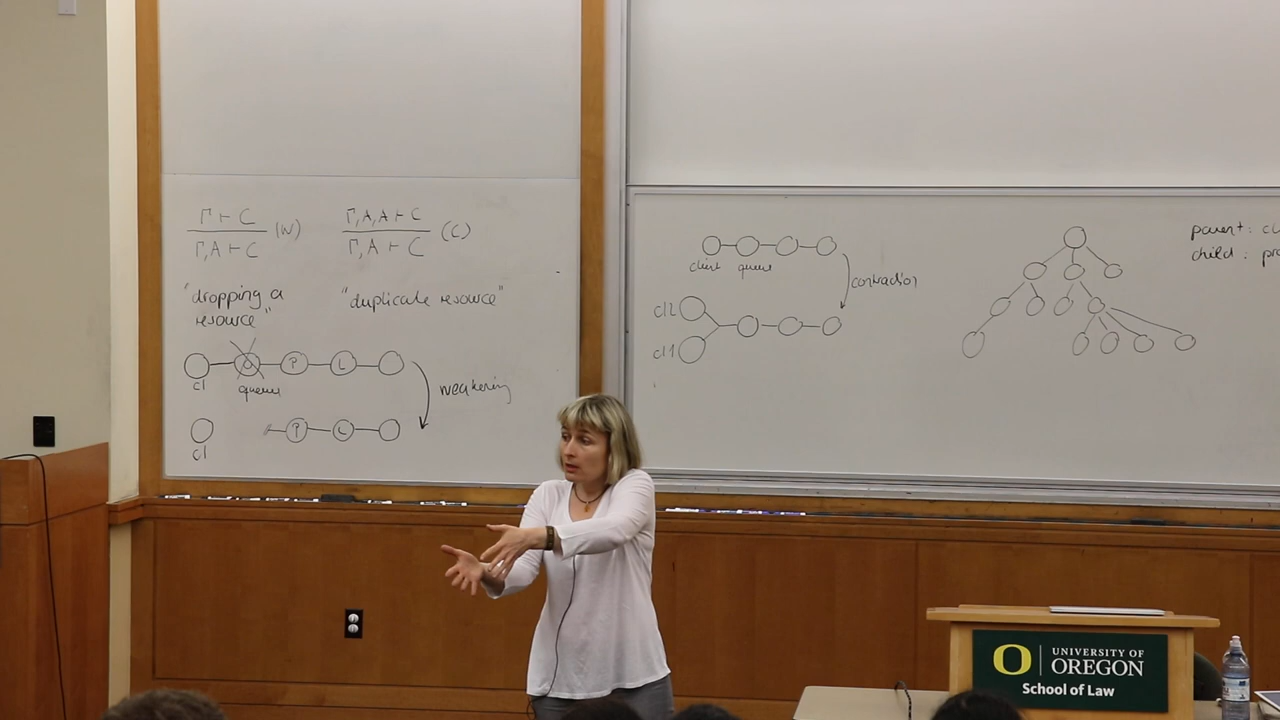 Γ ⊢ C
Γ, A ⊢ C
(W)
Γ, A, A ⊢ C
Γ, A ⊢ C
(C)
"dropping a
resource"
"duplicate resource"
P
L
cl
queue
weakening
P
L
cl
client queue
contraction
cl2
cl1
parent: cl
child: pr
O UNIVERSITY OF
OREGON
School of Law